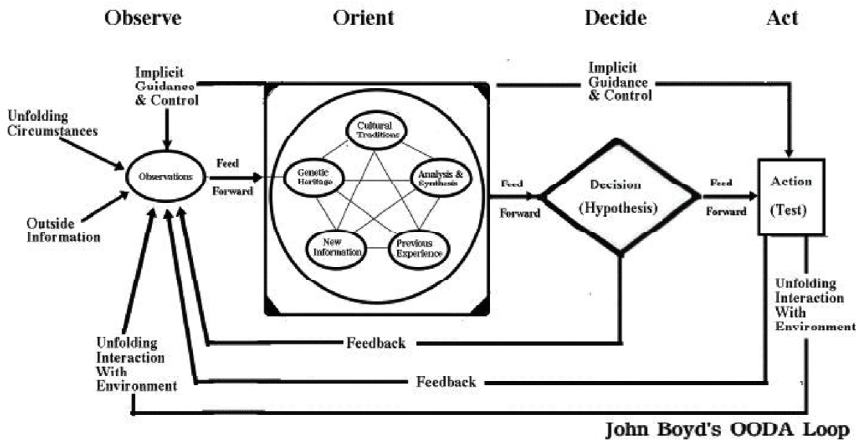 Observe
Orient
Decide
Act
Implicit
Guidance
& Control
Implicit
Guidance
& Control
Unfolding
Circumstances
Observations
Outside
Information
Feed
Forward
Cultural
Traditions
Genetic
Heritage
Analysis &
Synthesis
New
Information
Previous
Experience
Feed
Forward
Decision
(Hypothesis)
Feed
Forward
Action
(Test)
Unfolding
Interaction
With
Environment
Unfolding
Interaction
With
Environment
Feedback
Feedback
John Boyd's OODA Loop